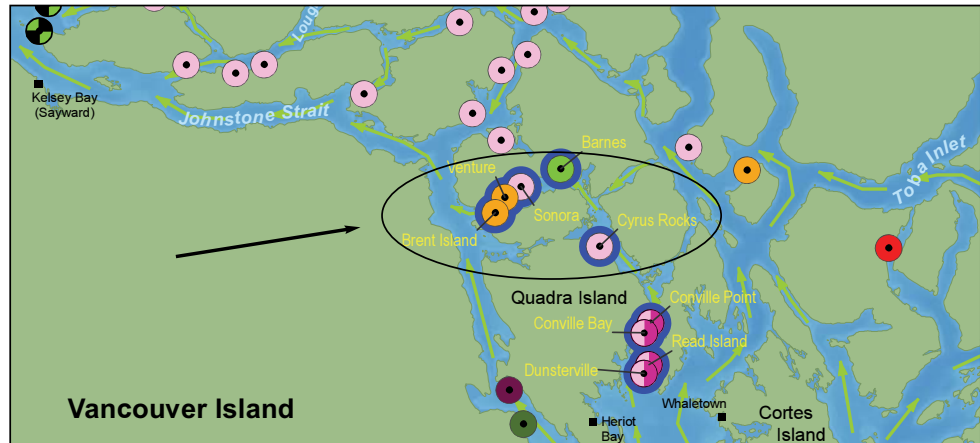 Loug
Kelsey Bay
(Sayward)
Johnstone Strait
Toba Inlet
Barnes
Venture
Sonora
Brent Island
Cyrus Rocks
Quadra Island
Conville Point
Conville Bay
Read Island
Dunsterville
Vancouver Island
Whaletown
Heriot
Bay
Cortes
Island